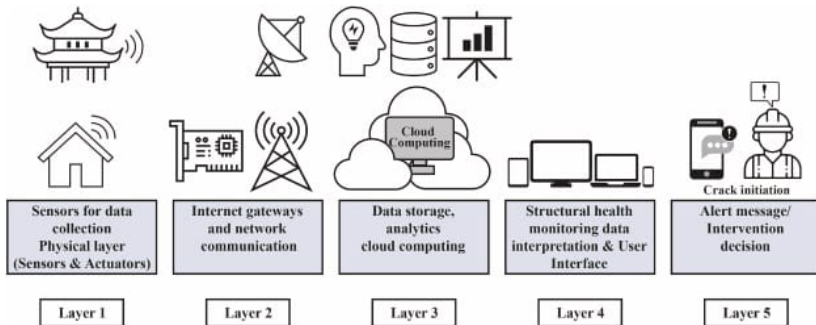 Cloud
Computing
Crack initiation
Sensors for data
collection
Physical layer
(Sensors & Actuators)
Internet gateways
and network
communication
Data storage,
analytics
cloud computing
Structural health
monitoring data
interpretation & User
Interface
Alert message/
Intervention
decision
Layer 1
Layer 2
Layer 3
Layer 4
Layer 5